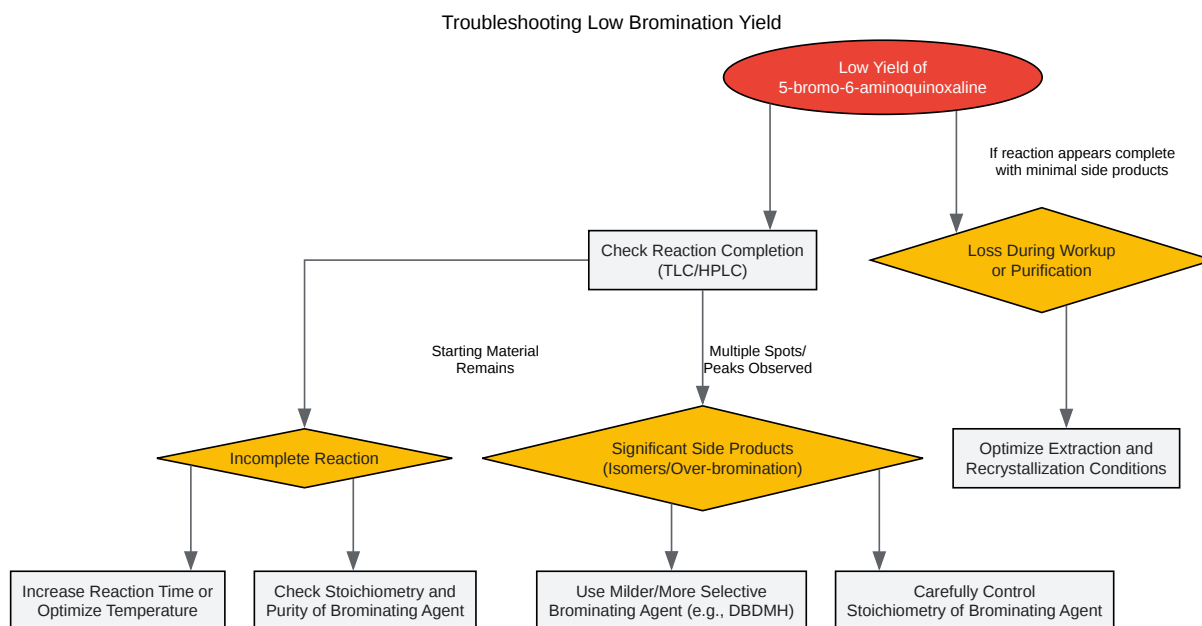 Troubleshooting Low Bromination Yield
Low Yield of
5-bromo-6-aminoquinoxaline
If reaction appears complete
with minimal side products
Check Reaction Completion
(TLC/HPLC)
Loss During Workup
or Purification
Starting Material
Remains
Multiple Spots/
Peaks Observed
Incomplete Reaction
Significant Side Products
(Isomers/Over-bromination)
Optimize Extraction and
Recrystallization Conditions
Increase Reaction Time or
Optimize Temperature
Check Stoichiometry and
Purity of Brominating Agent
Use Milder/More Selective
Brominating Agent (e.g., DBDMH)
Carefully Control
Stoichiometry of Brominating Agent